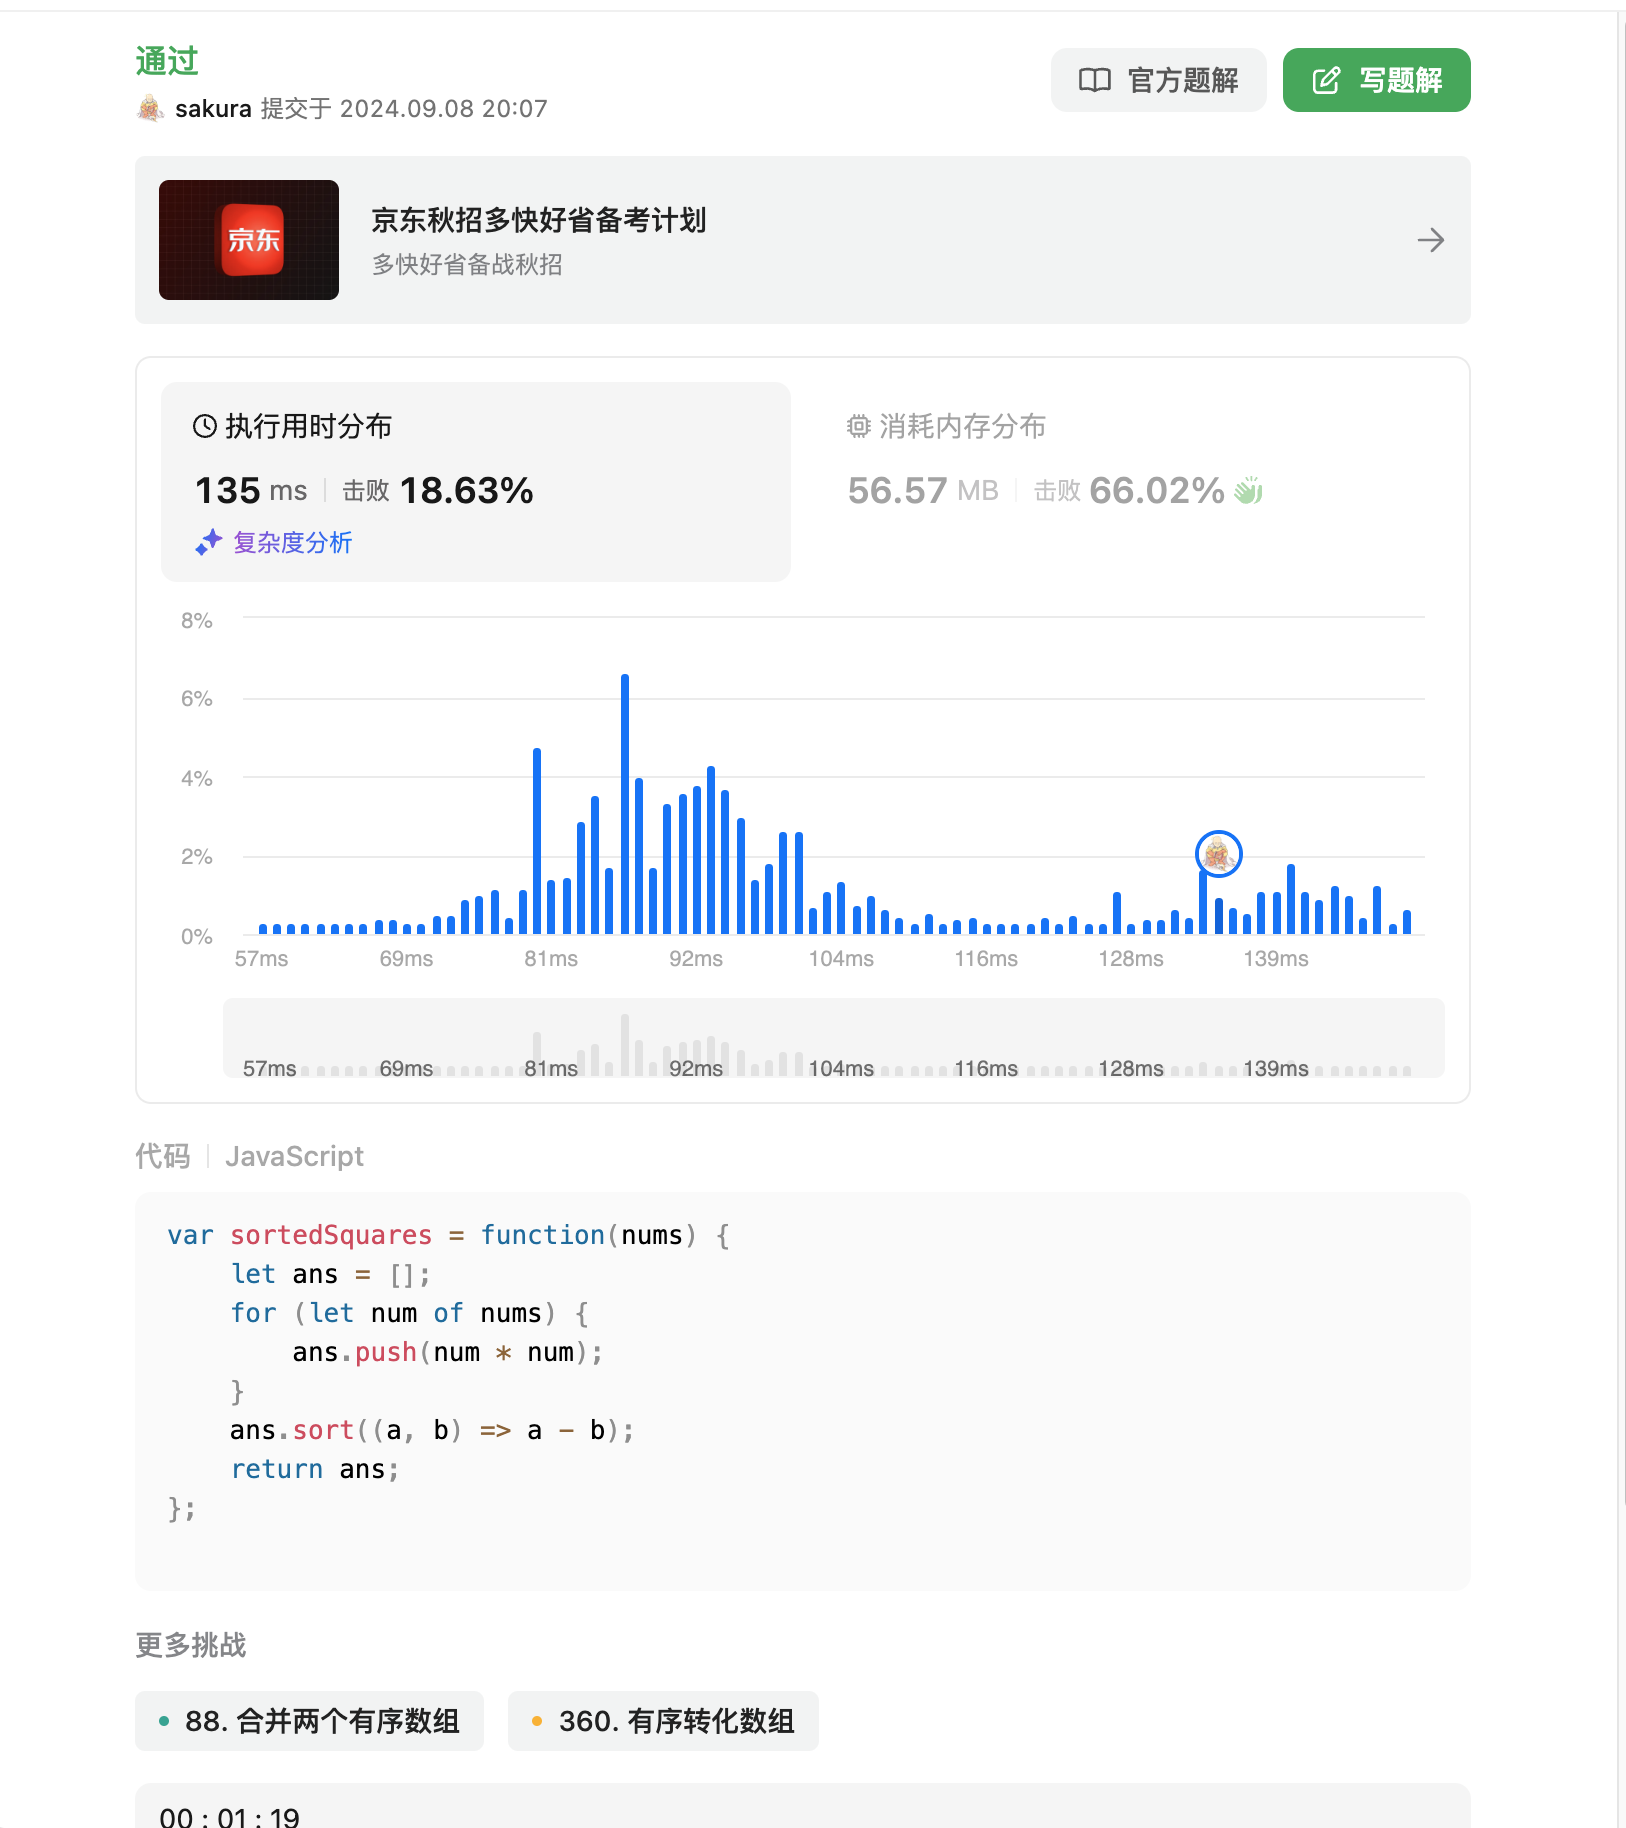 通过
sakura 提交于 2024.09.08 20:07
官方题解
写题解
京东
京东秋招多快好省备考计划
多快好省备战秋招
执行用时分布
135 ms 击败 18.63%
复杂度分析
消耗内存分布
56.57 MB 击败 66.02%
8%
6%
4%
2%
0%
57ms 69ms 81ms 92ms 104ms 116ms 128ms 139ms
57ms 69ms 81ms 92ms 104ms 116ms 128ms 139ms
代码 JavaScript
var sortedSquares = function(nums) {
    let ans = [];
    for (let num of nums) {
        ans.push(num * num);
    }
    ans.sort((a, b) => a - b);
    return ans;
};
更多挑战
88. 合并两个有序数组
360. 有序转化数组
00 : 01 : 19